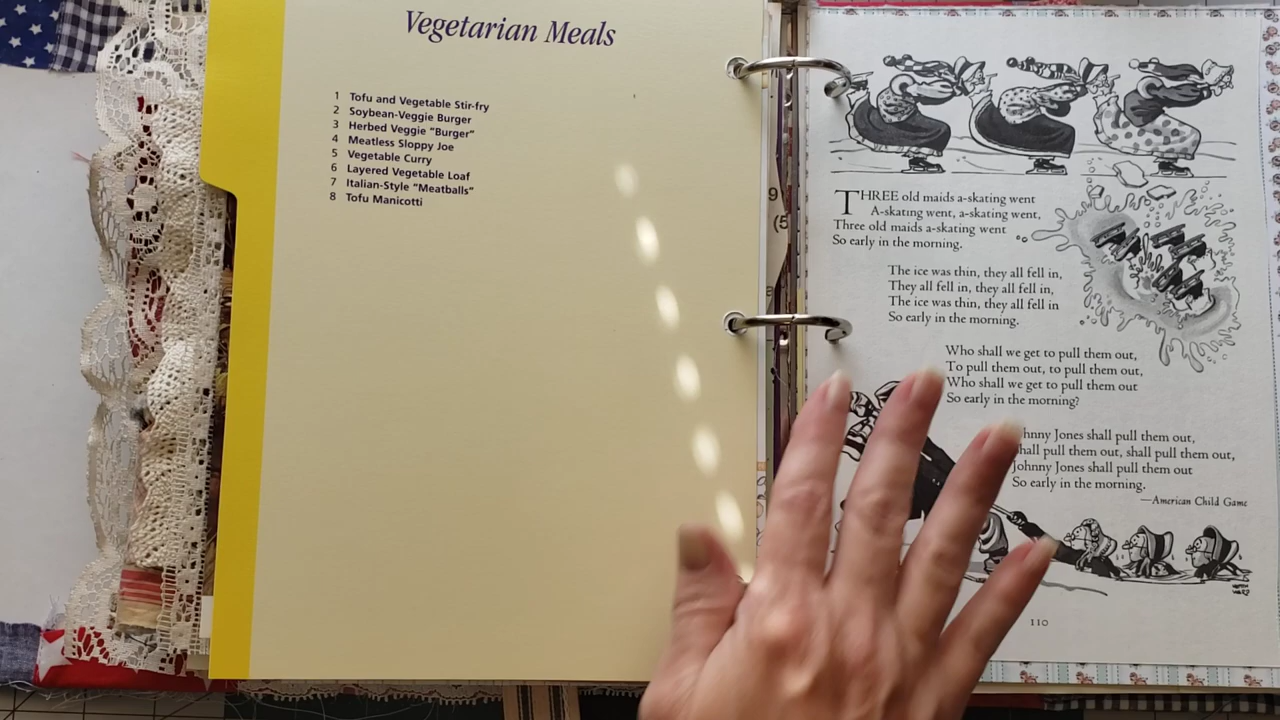 Vegetarian Meals
1 Tofu and Vegetable Stir-fry
2 Soybean-Veggie Burger
3 Herbed Veggie "Burger"
4 Meatless Sloppy Joe
5 Vegetable Curry
6 Layered Vegetable Loaf
7 Italian-Style "Meatballs"
8 Tofu Manicotti
9
(5
THREE old maids a-skating went
A-skating went, a-skating went,
Three old maids a-skating went
So early in the morning.
The ice was thin, they all fell in,
They all fell in, they all fell in,
The ice was thin, they all fell in
So early in the morning.
Who shall we get to pull them out,
To pull them out, to pull them out,
Who shall we get to pull them out
So early in the morning?
hnny Jones shall pull them out,
hall pull them out, shall pull them out,
Johnny Jones shall pull them out
So early in the morning.
—American Child Game
110